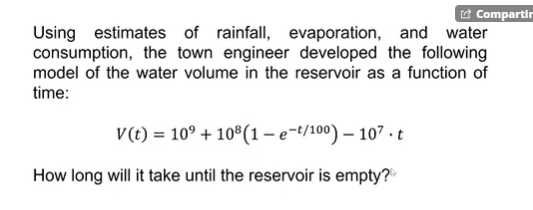 Compartir
Using estimates of rainfall, evaporation, and water
consumption, the town engineer developed the following
model of the water volume in the reservoir as a function of
time:
V(t) = 10⁹ + 10⁸(1 − e^{−t/100}) − 10⁷ · t
How long will it take until the reservoir is empty?